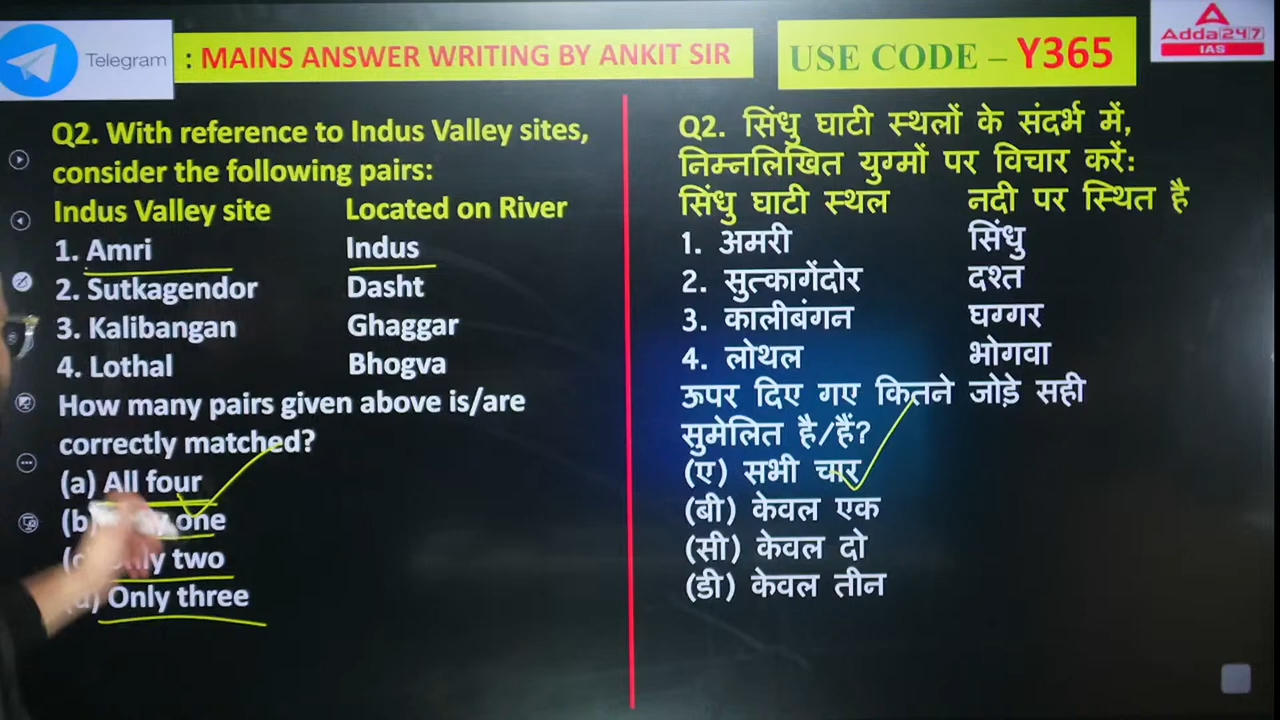 Telegram
: MAINS ANSWER WRITING BY ANKIT SIR
USE CODE – Y365
Adda247
IAS
Q2. With reference to Indus Valley sites,
consider the following pairs:
Indus Valley site Located on River
1. Amri Indus
2. Sutkagendor Dasht
3. Kalibangan Ghaggar
4. Lothal Bhogva
How many pairs given above is/are
correctly matched?
(a) All four
(b) one
two
Only three
Q2. सिंधु घाटी स्थलों के संदर्भ में,
निम्नलिखित युग्मों पर विचार करें:
सिंधु घाटी स्थल नदी पर स्थित है
1. अमरी सिंधु
2. सुत्कागेंदोर दश्त
3. कालीबंगन घग्गर
4. लोथल भोगवा
ऊपर दिए गए कितने जोड़े सही
सुमेलित है/हैं?
(ए) सभी चार
(बी) केवल एक
(सी) केवल दो
(डी) केवल तीन